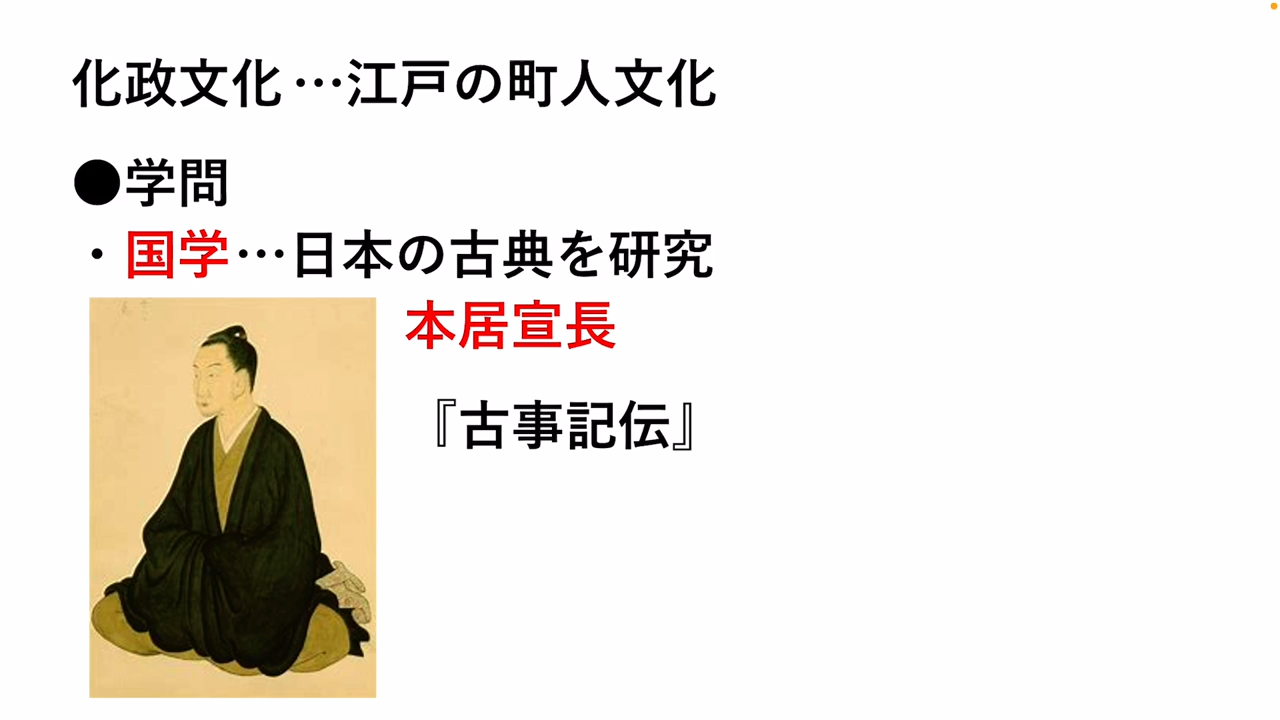 化政文化…江戸の町人文化
●学問
・国学…日本の古典を研究
本居宣長
『古事記伝』